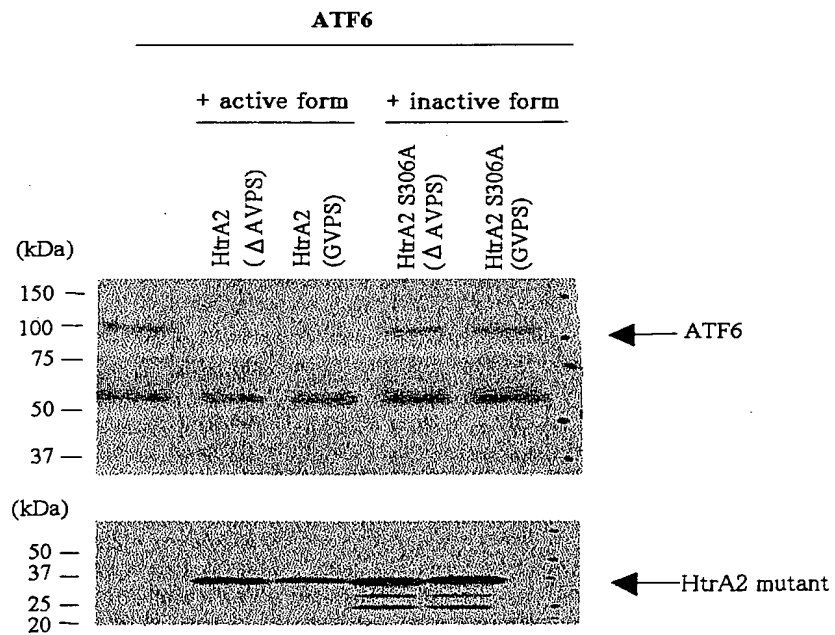 ATF6
+ active form
+ inactive form
HtrA2
(ΔAVPS)
HtrA2
(GVPS)
HtrA2 S306A
(ΔAVPS)
HtrA2 S306A
(GVPS)
(kDa)
150
100
75
50
37
ATF6
(kDa)
50
37
25
20
HtrA2 mutant